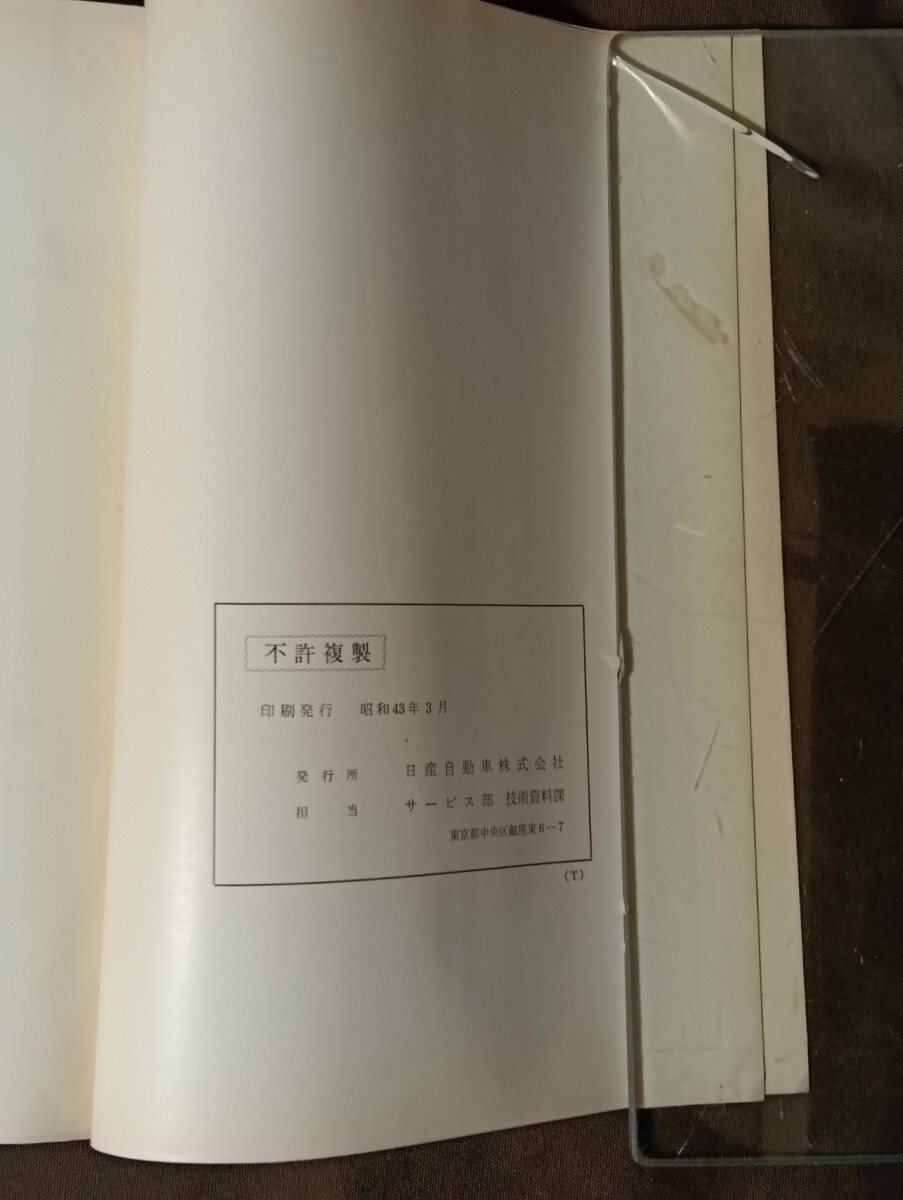 不許複製
印刷発行 昭和43年3月
発行所 日産自動車株式会社
担当 サービス部 技術資料課
東京都中央区銀座東6－7
(T)